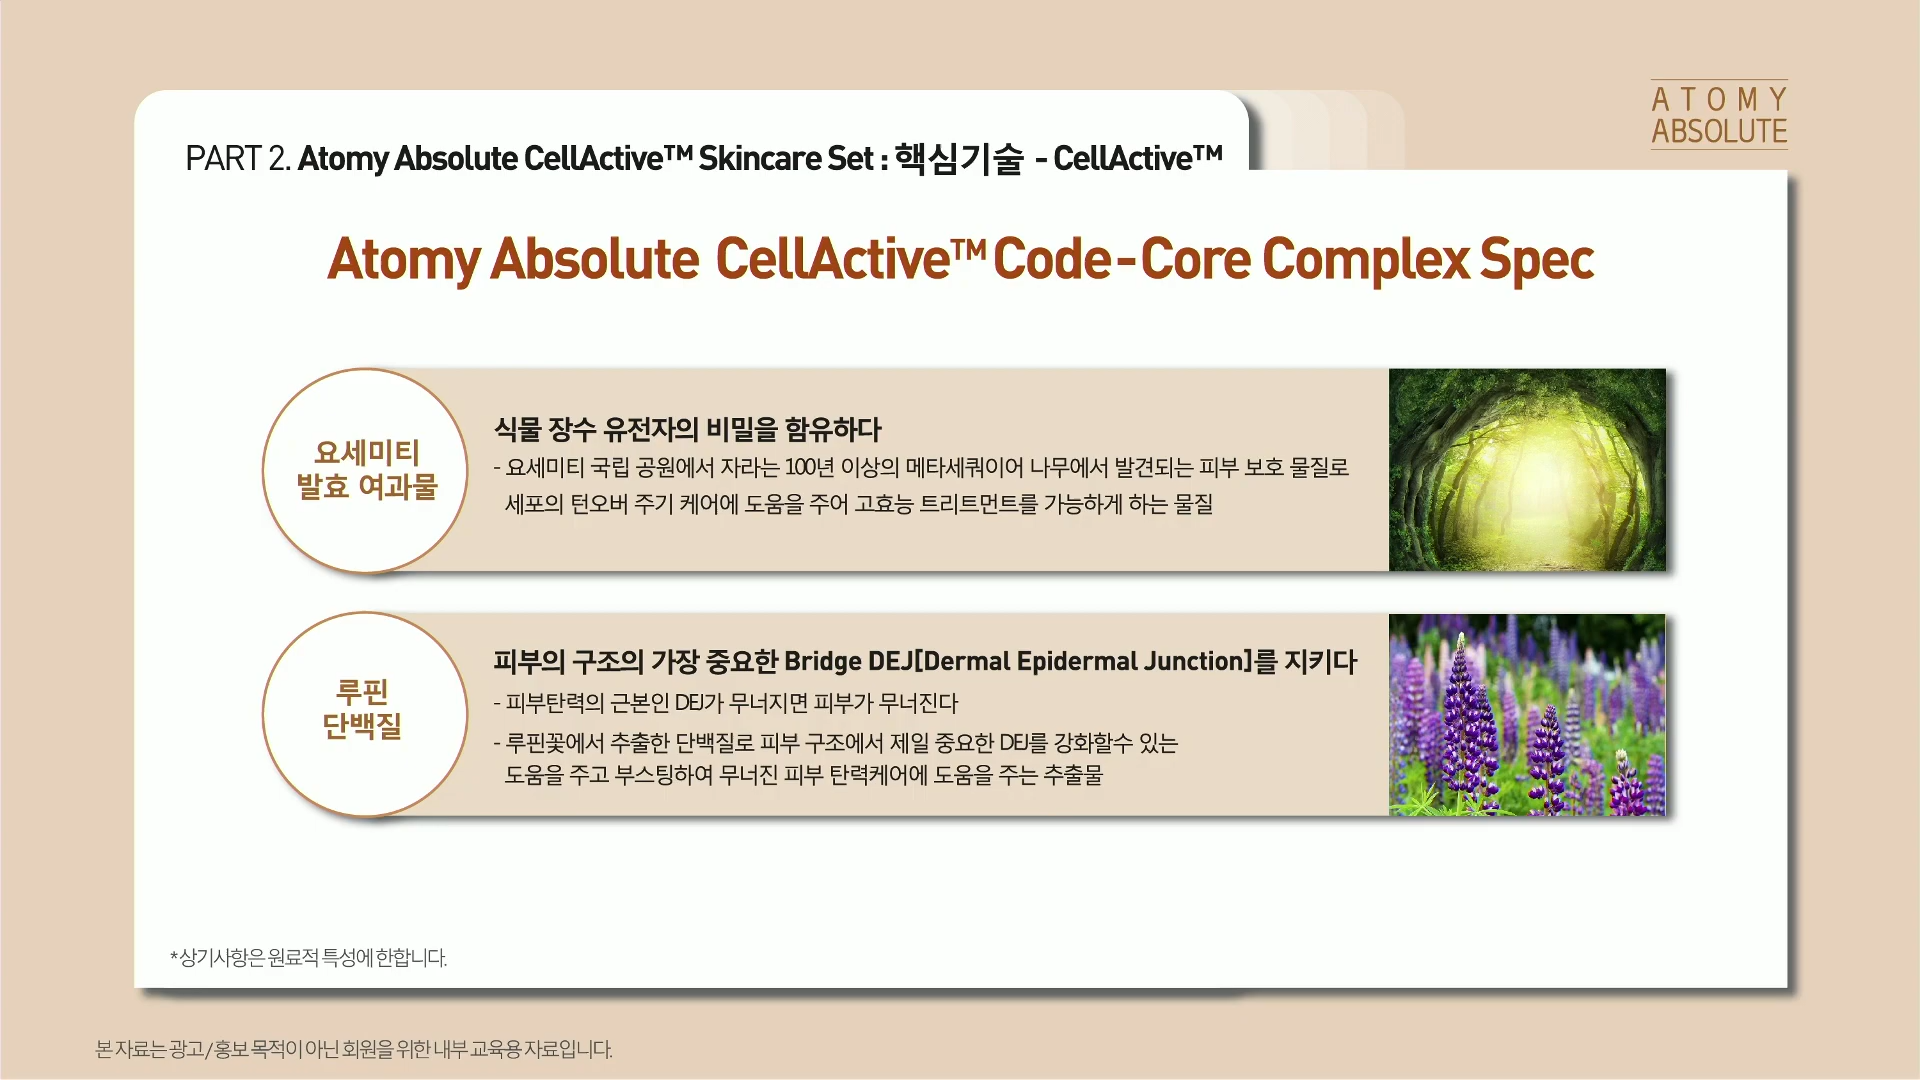 ATOMY
ABSOLUTE
PART 2. Atomy Absolute CellActive™ Skincare Set : 핵심기술 - CellActive™
Atomy Absolute CellActive™ Code-Core Complex Spec
요세미티
발효 여과물
식물 장수 유전자의 비밀을 함유하다
- 요세미티 국립 공원에서 자라는 100년 이상의 메타세쿼이어 나무에서 발견되는 피부 보호 물질로
세포의 턴오버 주기 케어에 도움을 주어 고효능 트리트먼트를 가능하게 하는 물질
루핀
단백질
피부의 구조의 가장 중요한 Bridge DEJ[Dermal Epidermal Junction]를 지키다
- 피부탄력의 근본인 DEJ가 무너지면 피부가 무너진다
- 루핀꽃에서 추출한 단백질로 피부 구조에서 제일 중요한 DEJ를 강화할수 있는
도움을 주고 부스팅하여 무너진 피부 탄력케어에 도움을 주는 추출물
*상기사항은 원료적 특성에 한합니다.
본 자료는 광고/홍보 목적이 아닌 회원을 위한 내부 교육용 자료입니다.